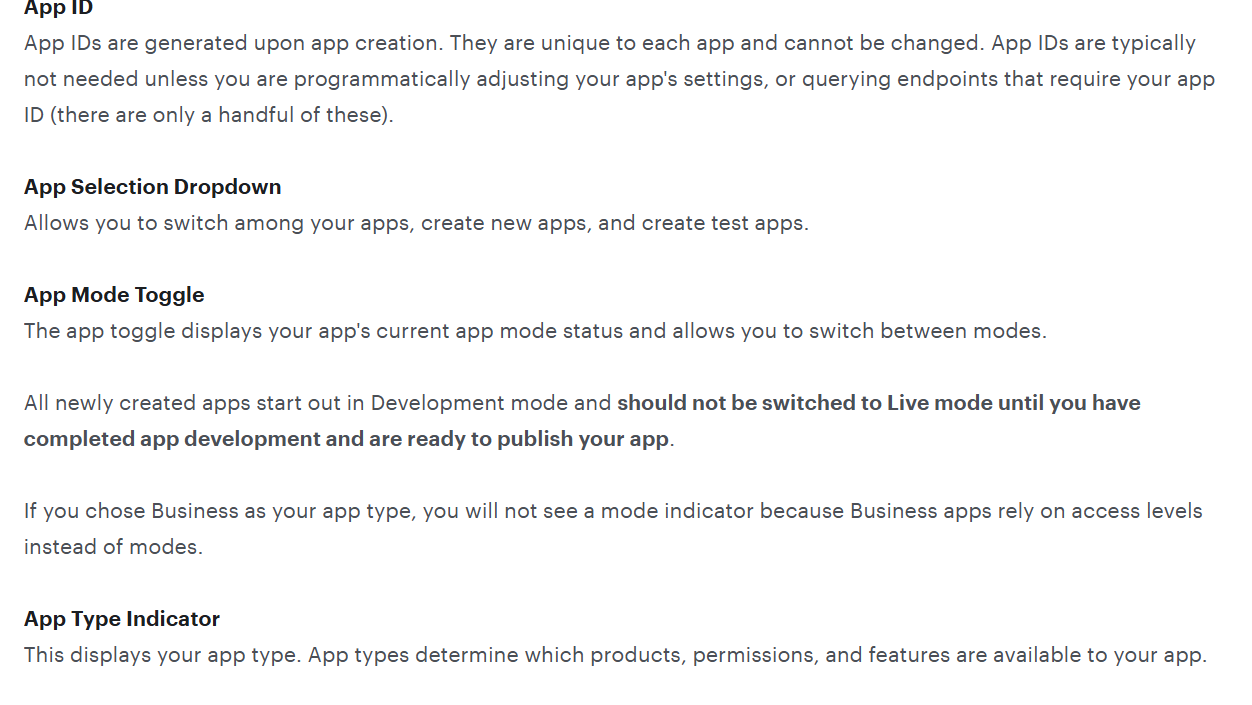 App ID
App IDs are generated upon app creation. They are unique to each app and cannot be changed. App IDs are typically
not needed unless you are programmatically adjusting your app's settings, or querying endpoints that require your app
ID (there are only a handful of these).
App Selection Dropdown
Allows you to switch among your apps, create new apps, and create test apps.
App Mode Toggle
The app toggle displays your app's current app mode status and allows you to switch between modes.
All newly created apps start out in Development mode and should not be switched to Live mode until you have
completed app development and are ready to publish your app.
If you chose Business as your app type, you will not see a mode indicator because Business apps rely on access levels
instead of modes.
App Type Indicator
This displays your app type. App types determine which products, permissions, and features are available to your app.